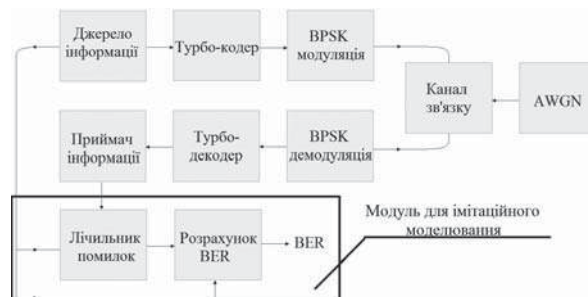 Джерело
інформації
Турбо-кодер
BPSK
модуляція
Канал
зв'язку
AWGN
Приймач
інформації
Турбо-
декодер
BPSK
демодуляція
Модуль для імітаційного
моделювання
Лічильник
помилок
Розрахунок
BER
BER